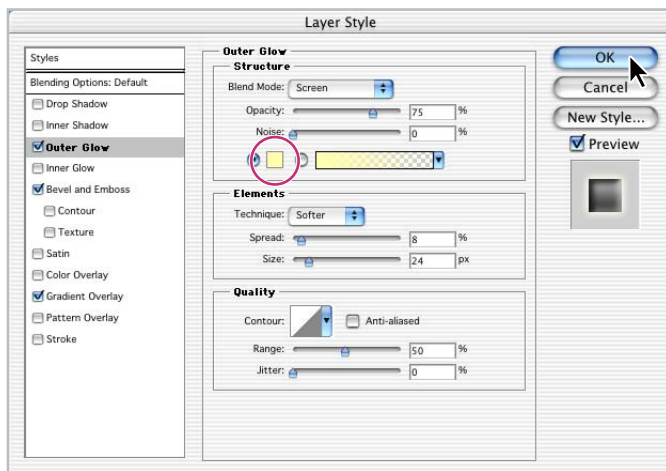 Layer Style
Styles
Blending Options: Default
Drop Shadow
Inner Shadow
Outer Glow
Inner Glow
Bevel and Emboss
Contour
Texture
Satin
Color Overlay
Gradient Overlay
Pattern Overlay
Stroke
Outer Glow
Structure
Blend Mode: Screen
Opacity: 75 %
Noise: 0 %
Elements
Technique: Softer
Spread: 8 %
Size: 24 px
Quality
Contour: Anti-aliased
Range: 50 %
Jitter: 0 %
OK
Cancel
New Style...
Preview